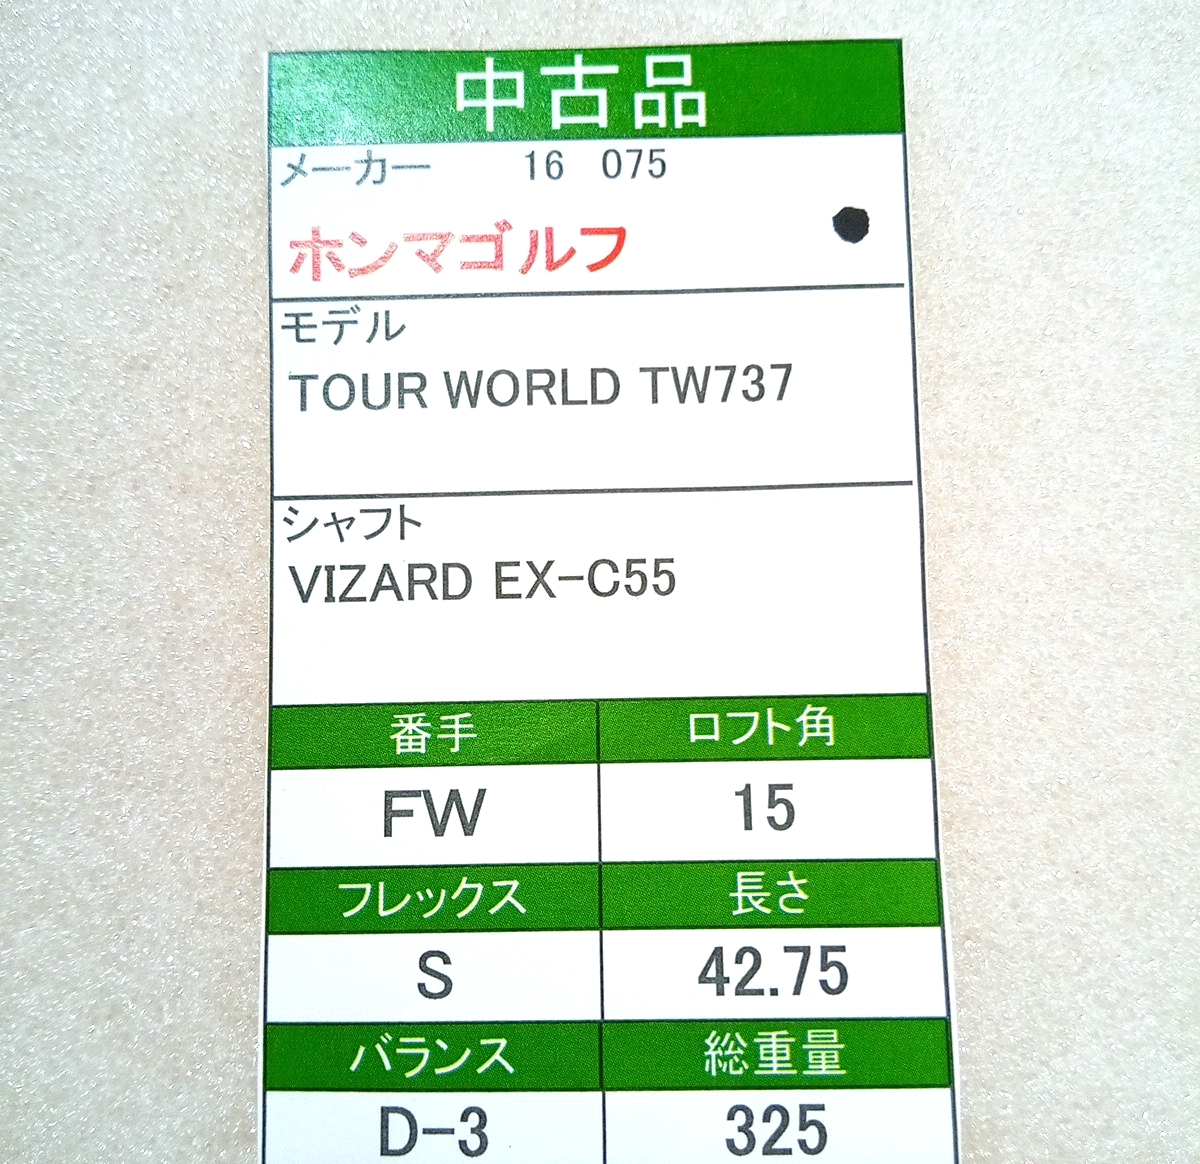 中古品
メーカー 16 075
ホンマゴルフ
モデル
TOUR WORLD TW737
シャフト
VIZARD EX-C55
番手 ロフト角
FW 15
フレックス 長さ
S 42.75
バランス 総重量
D-3 325